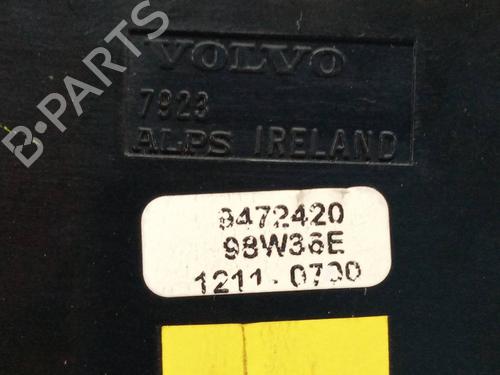 VOLVO
7923
ALPS IRELAND
9472420
98W36E
1211-0700
B-PARTS